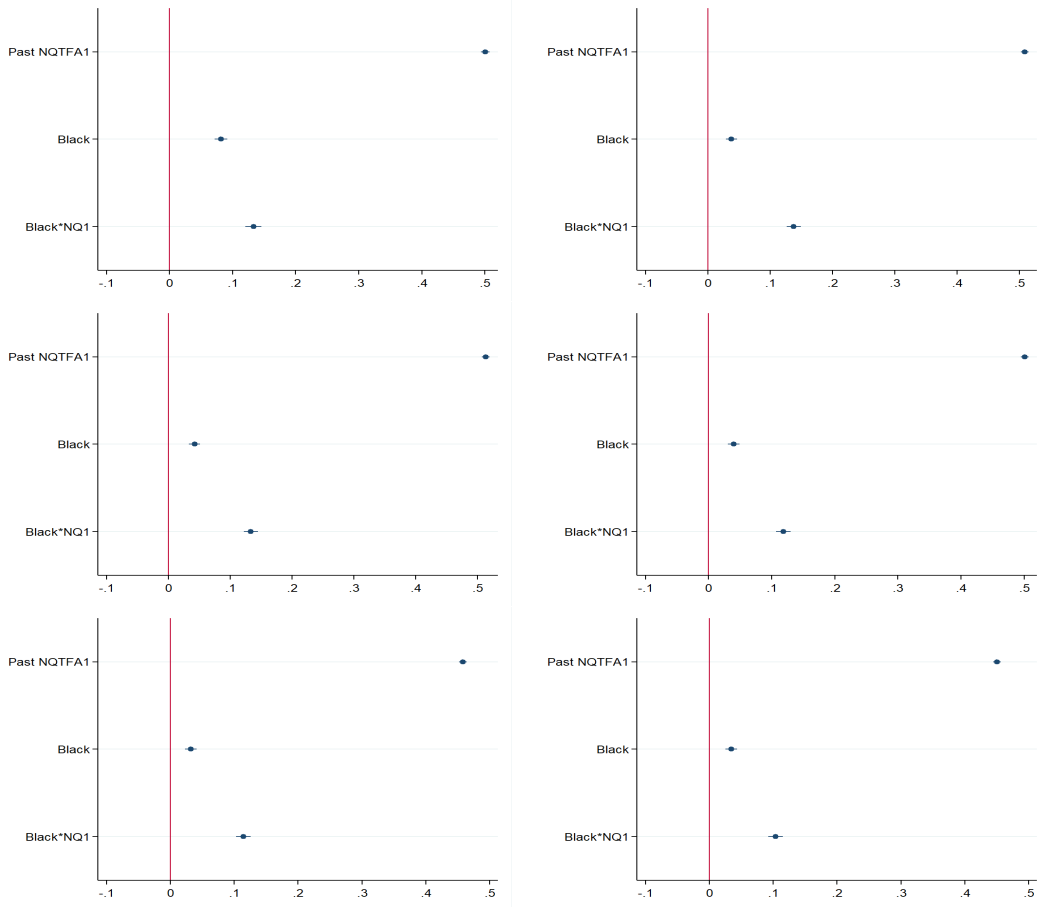 Past NQTFA1
Black
Black*NQ1
-.1 0 .1 .2 .3 .4 .5
Past NQTFA1
Black
Black*NQ1
-.1 0 .1 .2 .3 .4 .5
Past NQTFA1
Black
Black*NQ1
-.1 0 .1 .2 .3 .4 .5
Past NQTFA1
Black
Black*NQ1
-.1 0 .1 .2 .3 .4 .5
Past NQTFA1
Black
Black*NQ1
-.1 0 .1 .2 .3 .4 .5
Past NQTFA1
Black
Black*NQ1
-.1 0 .1 .2 .3 .4 .5